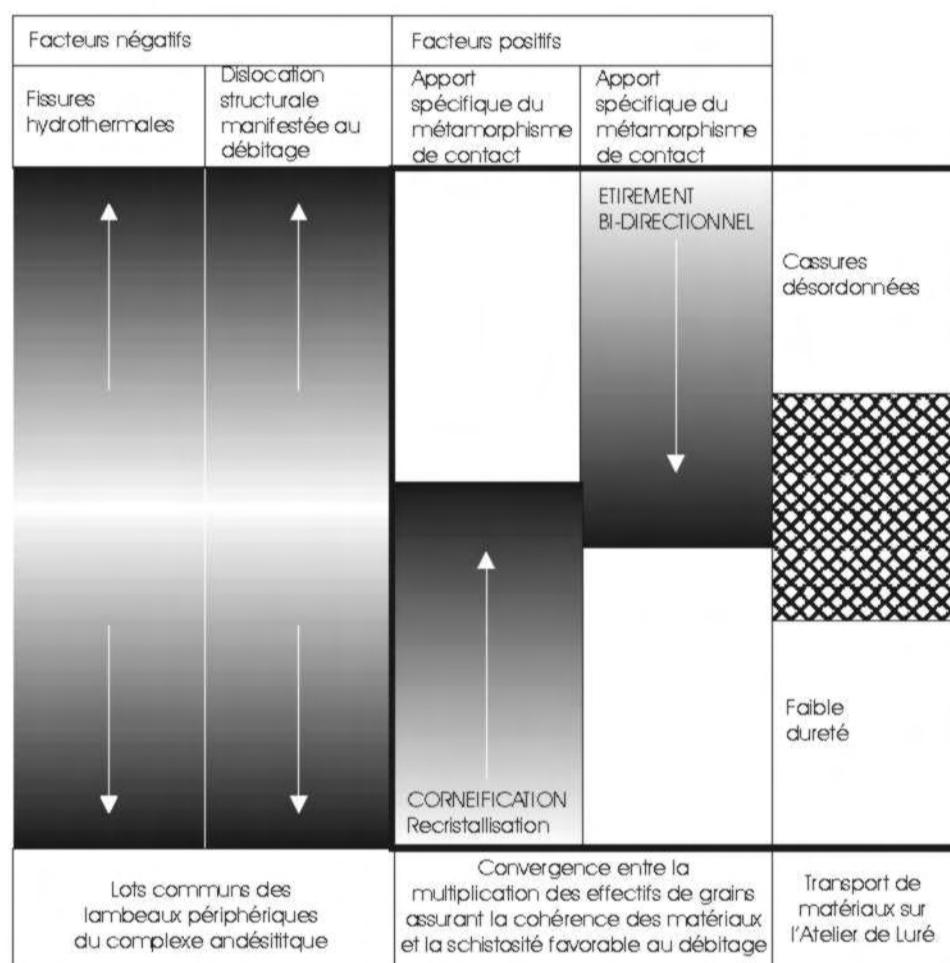 Facteurs négatifs
Facteurs positifs
Fissures
hydrothermales
Dislocation
structurale
manifestée au
débitage
Apport
spécifique du
métamorphisme
de contact
Apport
spécifique du
métamorphisme
de contact
ETIREMENT
BI-DIRECTIONNEL
Cassures
désordonnées
Faible
dureté
CORNEIFICATION
Recristallisation
Lots communs des
lambeaux périphériques
du complexe andésititque
Convergence entre la
multiplication des effectifs de grains
assurant la cohérence des matériaux
et la schistosité favorable au débitage
Transport de
matériaux sur
l'Atelier de Luré